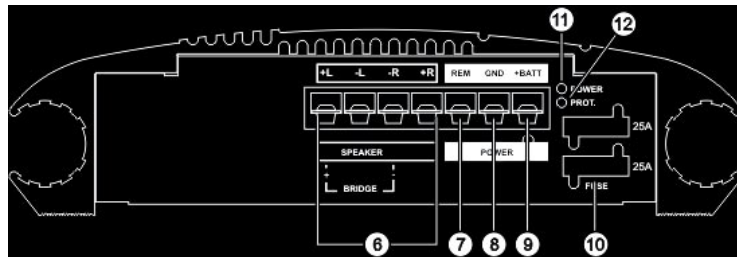 11
12
+L -L -R +R REM GND +BATT
POWER
PROT.
25A
SPEAKER POWER
+ -
BRIDGE
25A
FUSE
6 7 8 9 10